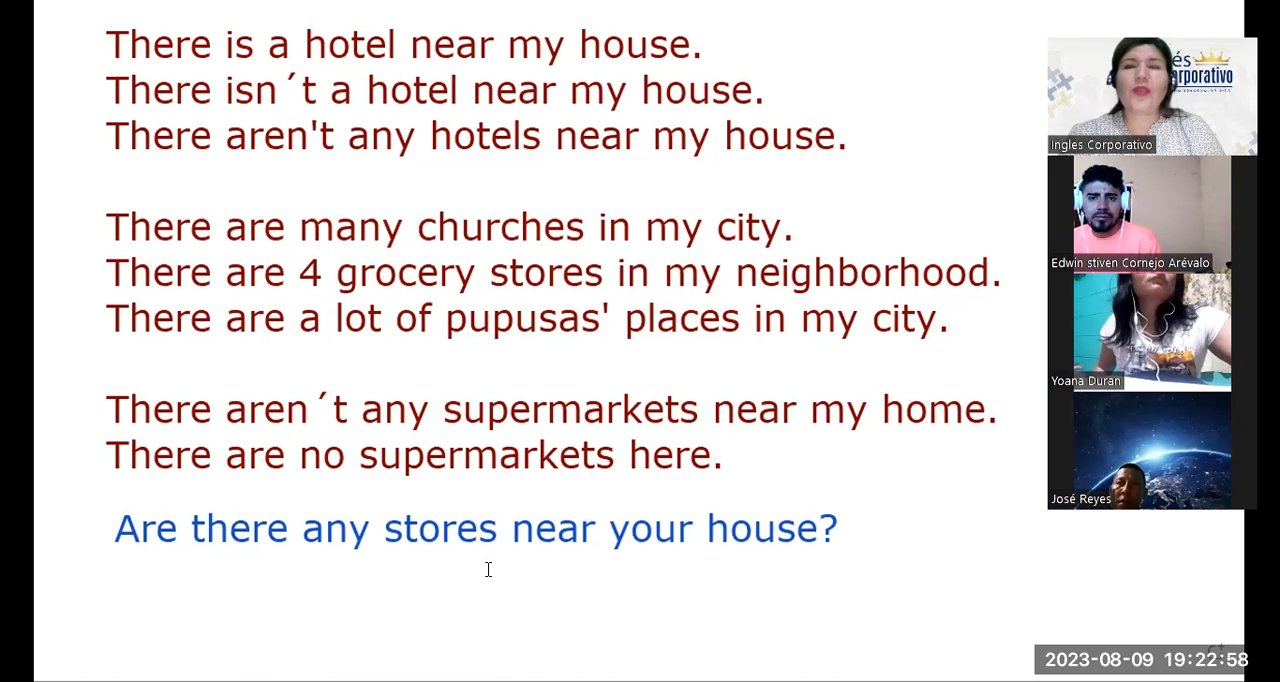 There is a hotel near my house.
There isn´t a hotel near my house.
There aren't any hotels near my house.
There are many churches in my city.
There are 4 grocery stores in my neighborhood.
There are a lot of pupusas' places in my city.
There aren´t any supermarkets near my home.
There are no supermarkets here.
Are there any stores near your house?
és
rporativo
Ingles Corporativo
Edwin stiven Cornejo Arévalo
Yoana Duran
José Reyes
2023-08-09 19:22:58